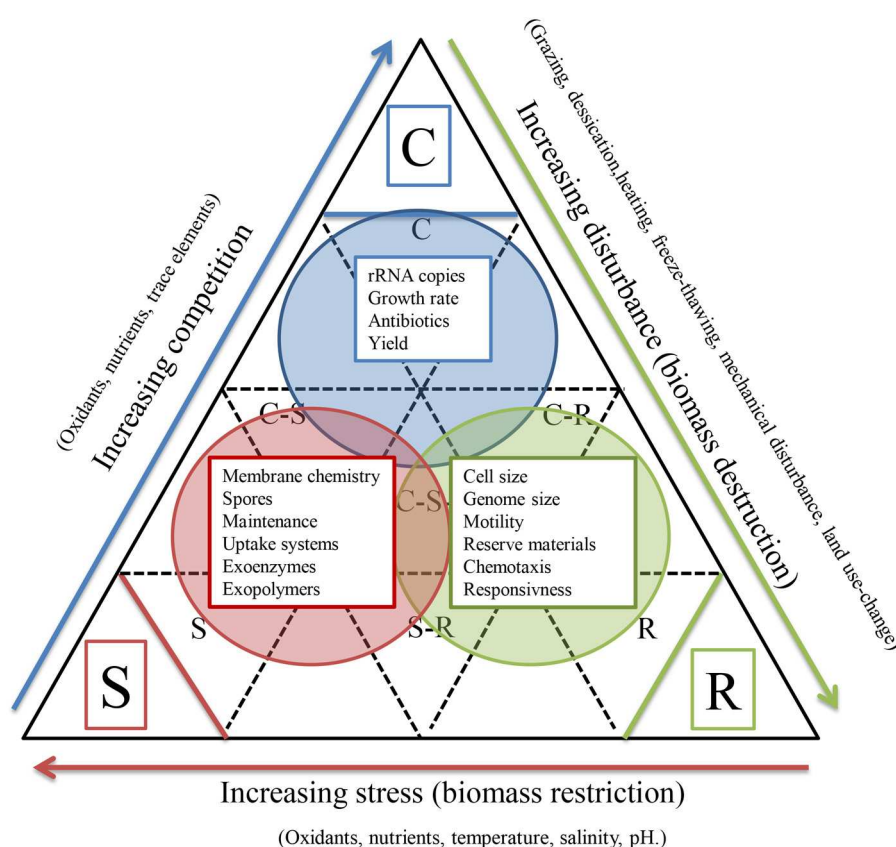 C
(Grazing, dessication,heating, freeze-thawing, mechanical disturbance, land use-change)
Increasing disturbance (biomass destruction)
(Oxidants, nutrients, trace elements)
Increasing competition
C
rRNA copies
Growth rate
Antibiotics
Yield
C-S
C-R
C-S-
Membrane chemistry
Spores
Maintenance
Uptake systems
Exoenzymes
Exopolymers
Cell size
Genome size
Motility
Reserve materials
Chemotaxis
Responsivness
S
S-R
R
S
R
Increasing stress (biomass restriction)
(Oxidants, nutrients, temperature, salinity, pH.)